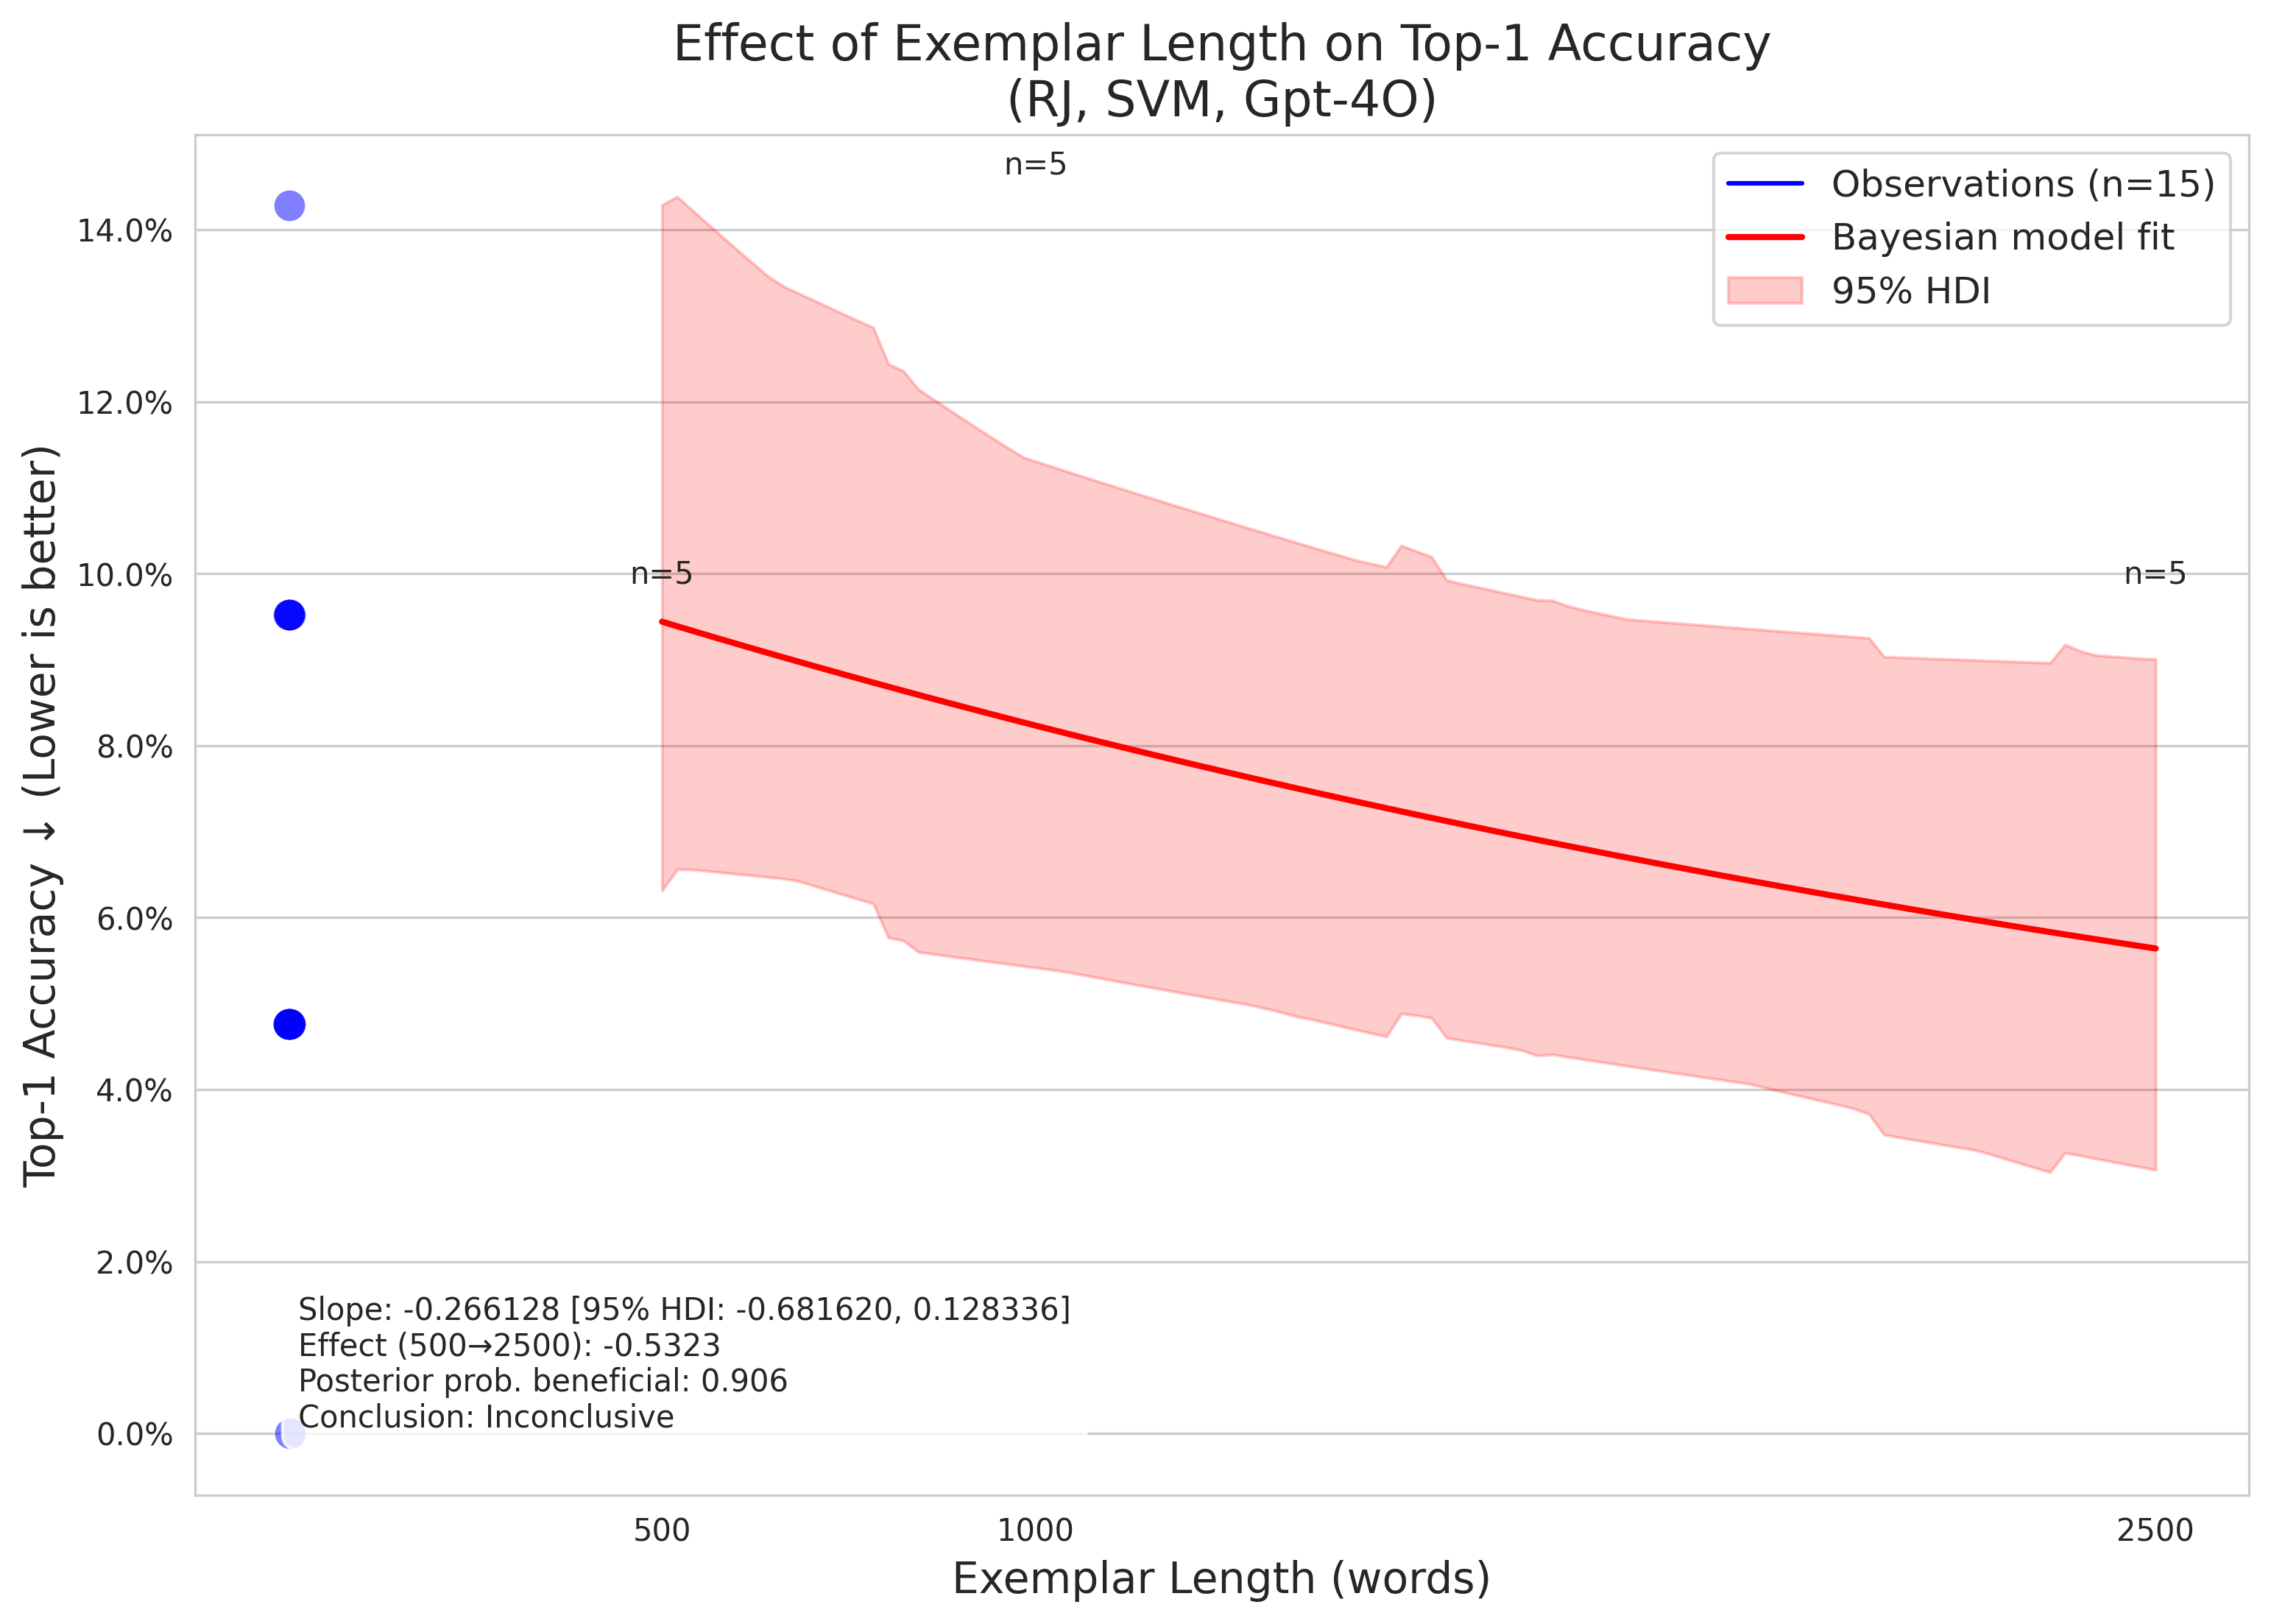 Effect of Exemplar Length on Top-1 Accuracy
(RJ, SVM, Gpt-4O)
n=5
Observations (n=15)
Bayesian model fit
95% HDI
n=5
n=5
Top-1 Accuracy ↓ (Lower is better)
14.0%
12.0%
10.0%
8.0%
6.0%
4.0%
2.0%
0.0%
Slope: -0.266128 [95% HDI: -0.681620, 0.128336]
Effect (500→2500): -0.5323
Posterior prob. beneficial: 0.906
Conclusion: Inconclusive
500
1000
2500
Exemplar Length (words)